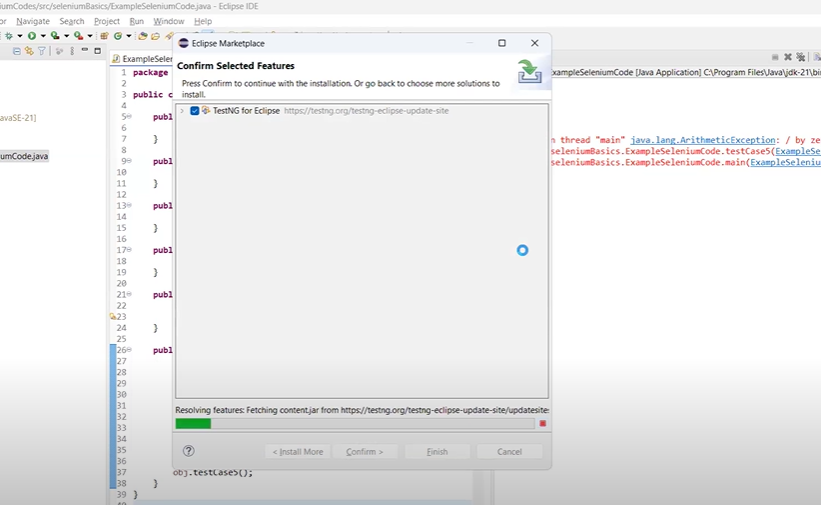 umCodes/src/seleniumBasics/ExampleSeleniumCode.java - Eclipse IDE
or Navigate Search Project Run Window Help
Eclipse Marketplace
Confirm Selected Features
Press Confirm to continue with the installation. Or go back to choose more solutions to
install.
TestNG for Eclipse https://testng.org/testng-eclipse-update-site
Resolving features: Fetching content.jar from https://testng.org/testng-eclipse-update-site/updatesite
< Install More
Confirm >
Finish
Cancel
avaSE-21]
umCode.java
ExampleSele
1 package
2
3 public c
4
5 publ
6
7 }
8
9 publ
10
11 }
12
13 publ
14
15 }
16
17 publ
18
19 }
20
21 publ
22
23
24 }
25
26 publ
27
28
29
30
31
32
33
34
35
36
37 obj.testCase5();
38 }
39 }
40
xampleSeleniumCode [Java Application] C:\Program Files\Java\jdk-21\bin
n thread "main" java.lang.ArithmeticException: / by ze
seleniumBasics.ExampleSeleniumCode.testCase5(ExampleSe
seleniumBasics.ExampleSeleniumCode.main(ExampleSeleniu